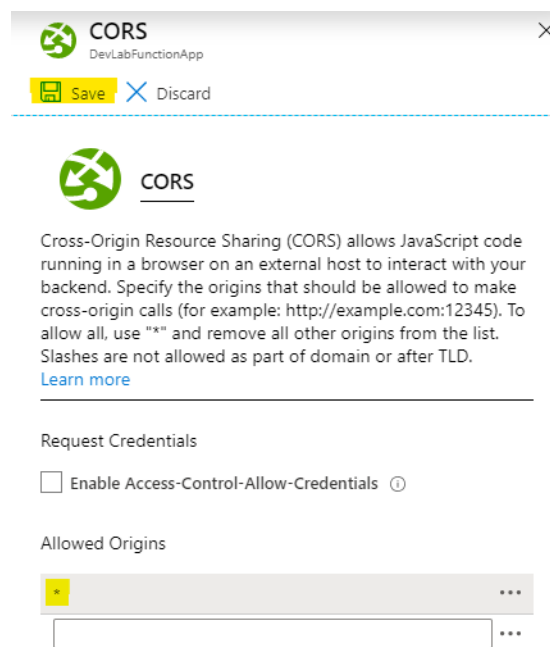 CORS
DevLabFunctionApp
Save Discard
CORS
Cross-Origin Resource Sharing (CORS) allows JavaScript code
running in a browser on an external host to interact with your
backend. Specify the origins that should be allowed to make
cross-origin calls (for example: http://example.com:12345). To
allow all, use "*" and remove all other origins from the list.
Slashes are not allowed as part of domain or after TLD.
Learn more
Request Credentials
Enable Access-Control-Allow-Credentials
Allowed Origins
*